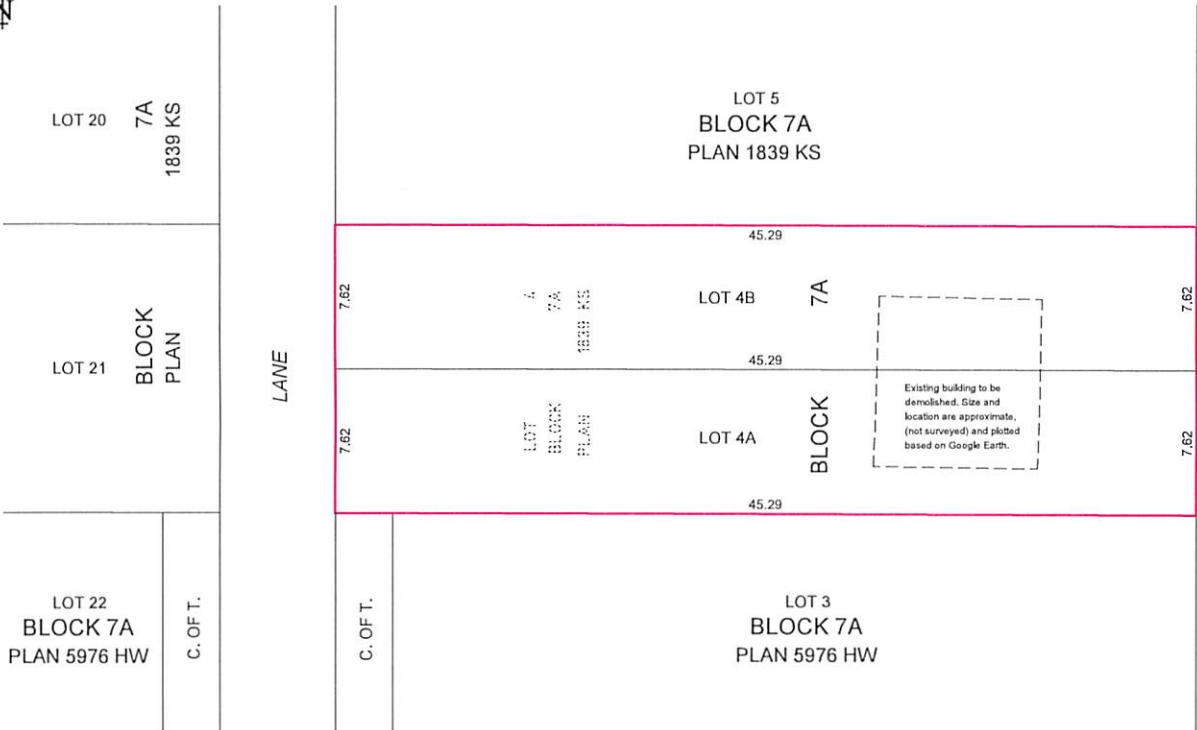 LOT 20
7A
1839 KS
LOT 5
BLOCK 7A
PLAN 1839 KS
LOT 21
BLOCK
PLAN
LANE
45.29
7.62
LOT 4B
7A
7.62
45.29
7.62
LOT 4A
BLOCK
7.62
45.29
LOT 4
BLOCK 7A
PLAN 1839 KS
Existing building to be
demolished. Size and
location are approximate,
(not surveyed) and plotted
based on Google Earth.
LOT 22
BLOCK 7A
PLAN 5976 HW
C. OF T.
C. OF T.
LOT 3
BLOCK 7A
PLAN 5976 HW